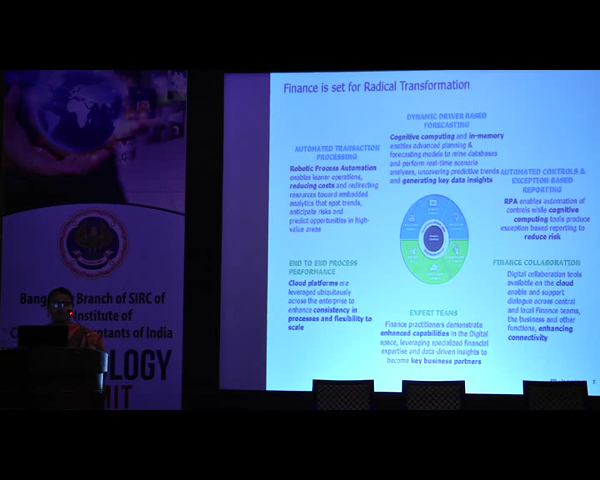 Finance is set for Radical Transformation
DYNAMIC DRIVER BASED
FORECASTING
Cognitive computing and in-memory
enables advanced planning &
forecasting models to mine databases
and perform real-time scenario
analyses, uncovering predictive trends
and generating key data insights
AUTOMATED TRANSACTION
PROCESSING
Robotic Process Automation
enables leaner operations,
reducing costs and redirecting
resources toward embedded
analytics that spot trends,
anticipate risks and
predict opportunities in high-
value areas
AUTOMATED CONTROLS &
EXCEPTION BASED
REPORTING
RPA enables automation of
controls while cognitive
computing tools produce
exception based reporting to
reduce risk
END TO END PROCESS
PERFORMANCE
Cloud platforms are
leveraged ubiquitously
across the enterprise to
enhance consistency in
processes and flexibility to
scale
EXPERT TEAMS
Finance practitioners demonstrate
enhanced capabilities in the Digital
space, leveraging specialized financial
expertise and data-driven insights to
become key business partners
FINANCE COLLABORATION
Digital collaboration tools
available on the cloud
enable and support
dialogue across central
and local Finance teams,
the business and other
functions, enhancing
connectivity
Branch of SIRC of
Institute of
ants of India
LOGY
MIT